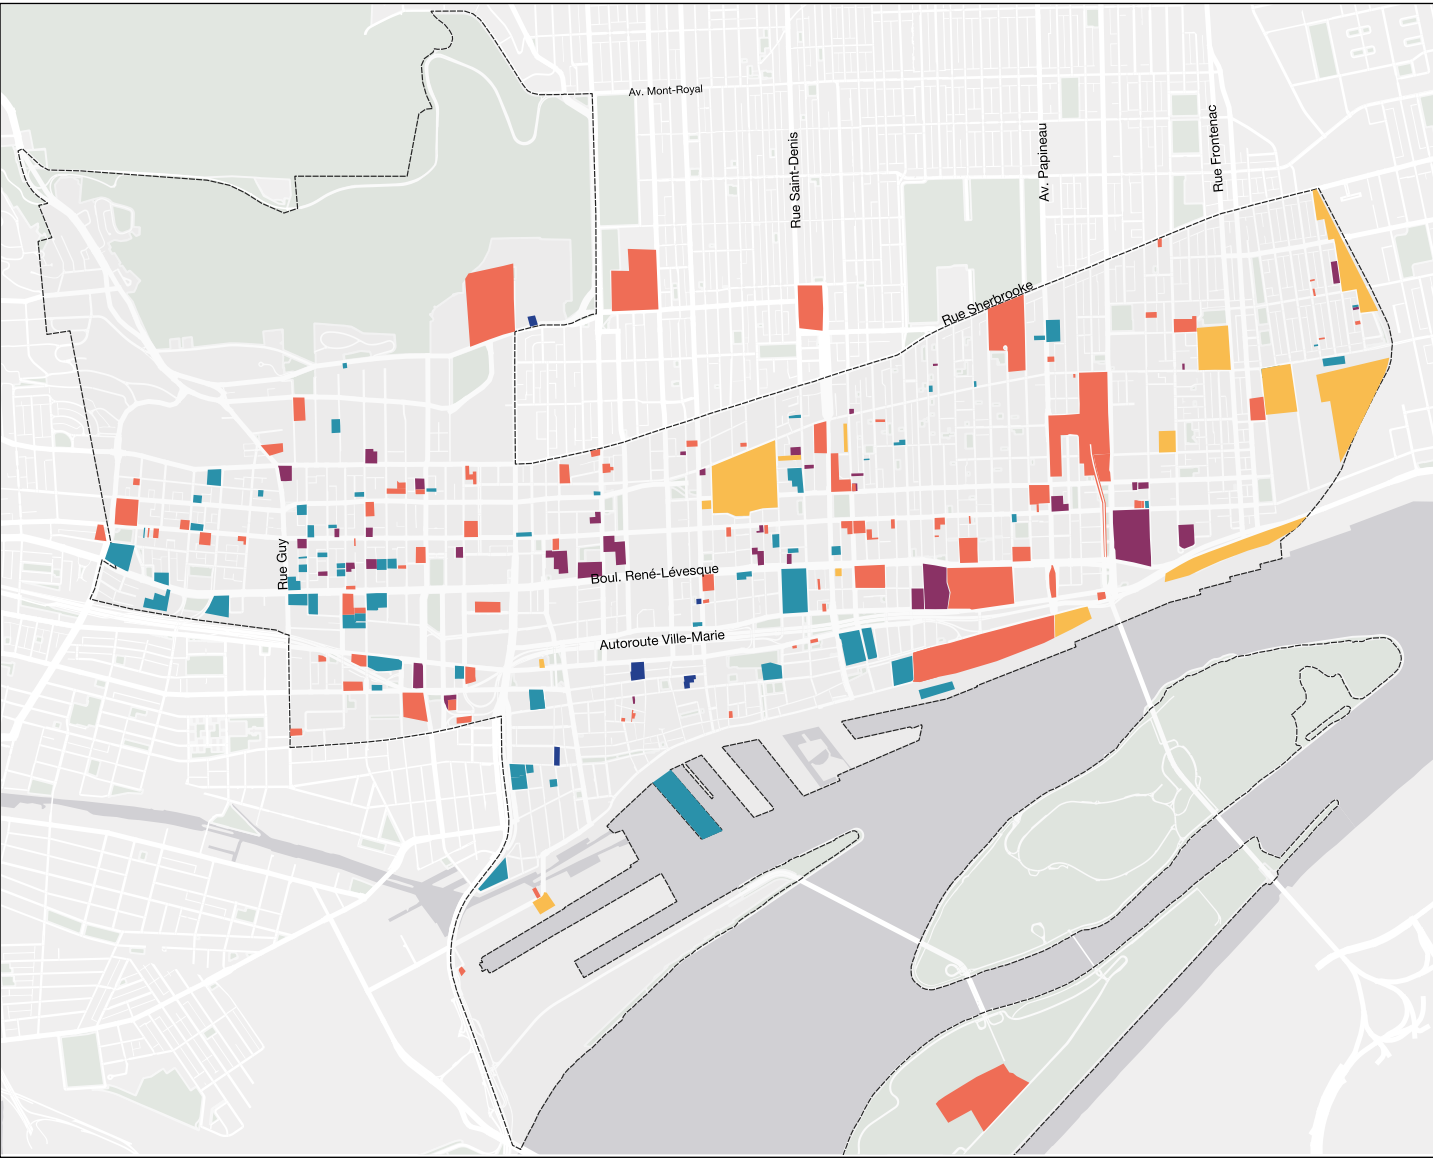 Av. Mont-Royal
Rue Saint-Denis
Av. Papineau
Rue Frontenac
Rue Sherbrooke
Rue Guy
Boul. René-Lévesque
Autoroute Ville-Marie